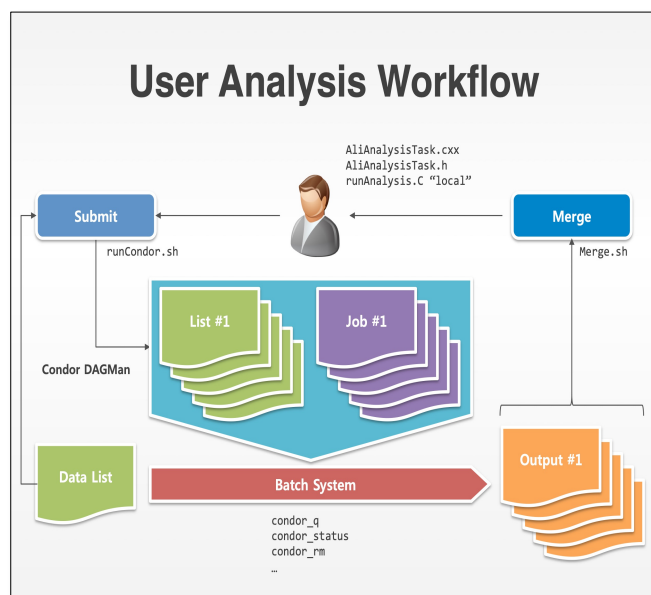 User Analysis Workflow
AliAnalysisTask.cxx
AliAnalysisTask.h
runAnalysis.C “local”
Submit
Merge
runCondor.sh
Merge.sh
List #1
Job #1
Condor DAGMan
Data List
Batch System
Output #1
condor_q
condor_status
condor_rm
…